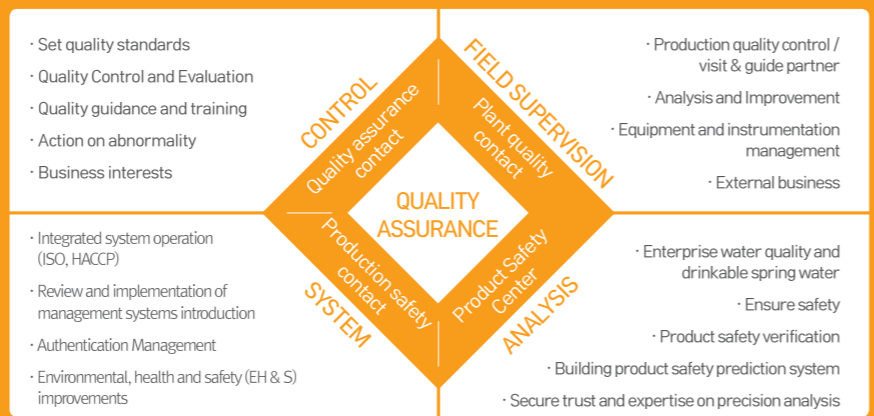 · Set quality standards
· Quality Control and Evaluation
· Quality guidance and training
· Action on abnormality
· Business interests
CONTROL
Quality assurance
contact
FIELD SUPERVISION
Plant quality
contact
· Production quality control /
visit & guide partner
· Analysis and Improvement
· Equipment and instrumentation
management
· External business
QUALITY
ASSURANCE
· Integrated system operation
(ISO, HACCP)
· Review and implementation of
management systems introduction
· Authentication Management
· Environmental, health and safety (EH & S)
improvements
SYSTEM
Production safety
contact
ANALYSIS
Product Safety
Center
· Enterprise water quality and
drinkable spring water
· Ensure safety
· Product safety verification
· Building product safety prediction system
· Secure trust and expertise on precision analysis